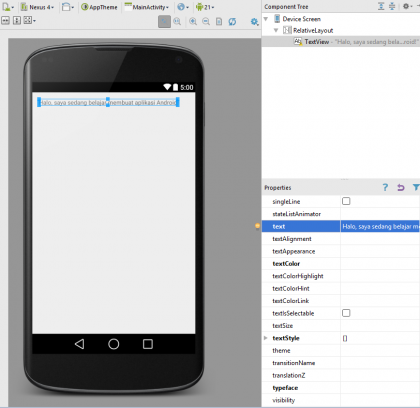 Nexus 4 AppTheme MainActivity 21
5:00
Halo, saya sedang belajar membuat aplikasi Android
Component Tree
Device Screen
RelativeLayout
TextView - "Halo, saya sedang belaj...roid"
Properties
singleLine
stateListAnimator
text Halo, saya sedang belajar m
textAlignment
textAppearance
textColor
textColorHighlight
textColorHint
textColorLink
textIsSelectable
textSize
textStyle []
theme
transitionName
translationZ
typeface
visibility